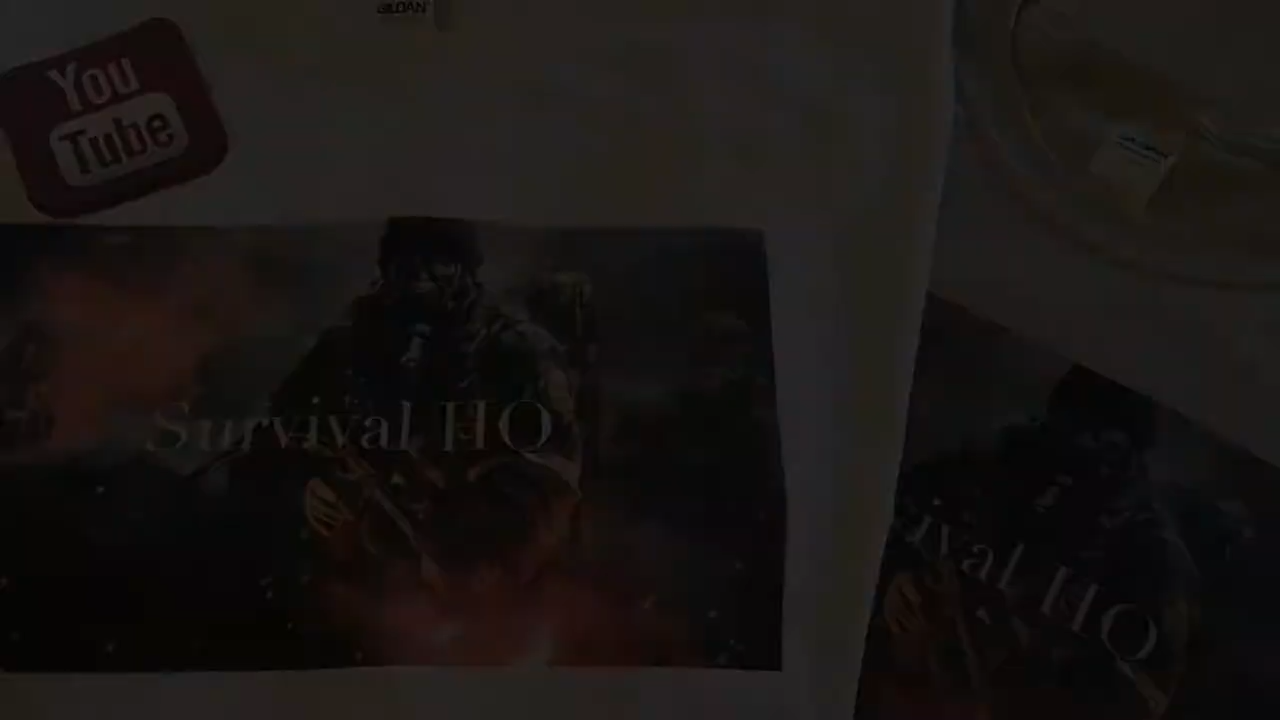 GILDAN
You
Tube
Survival HQ
ival HQ